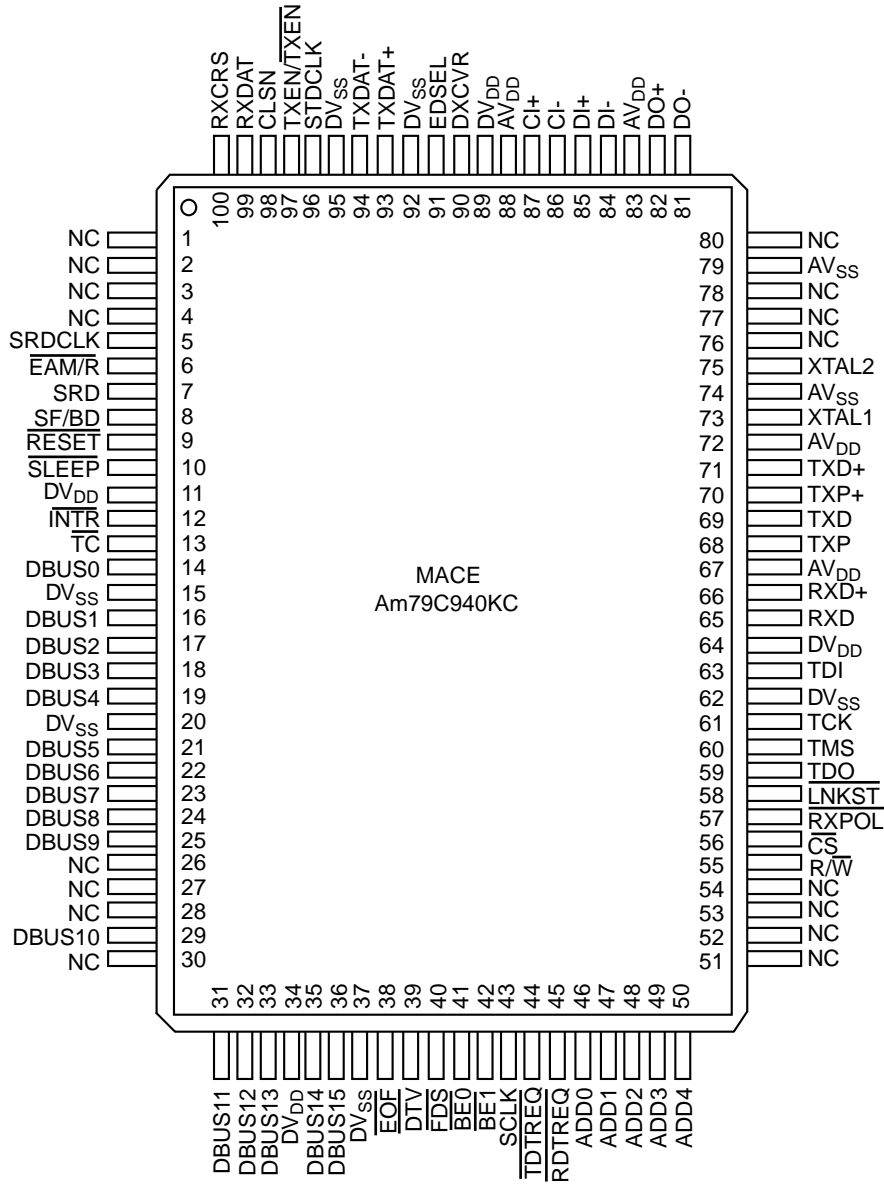 RXCRS
RXDAT
CLSN
TXEN/TXEN
STDCLK
DVSS
TXDAT-
TXDAT+
DVSS
EDSEL
DXCVR
DVDD
AVDD
CI+
CI-
DI+
DI-
AVDD
DO+
DO-
100 99 98 97 96 95 94 93 92 91 90 89 88 87 86 85 84 83 82 81
NC 1
NC 2
NC 3
NC 4
SRDCLK 5
EAM/R 6
SRD 7
SF/BD 8
RESET 9
SLEEP 10
DVDD 11
INTR 12
TC 13
DBUS0 14
DVSS 15
DBUS1 16
DBUS2 17
DBUS3 18
DBUS4 19
DVSS 20
DBUS5 21
DBUS6 22
DBUS7 23
DBUS8 24
DBUS9 25
NC 26
NC 27
NC 28
DBUS10 29
NC 30
MACE
Am79C940KC
80 NC
79 AVSS
78 NC
77 NC
76 NC
75 XTAL2
74 AVSS
73 XTAL1
72 AVDD
71 TXD+
70 TXP+
69 TXD
68 TXP
67 AVDD
66 RXD+
65 RXD
64 DVDD
63 TDI
62 DVSS
61 TCK
60 TMS
59 TDO
58 LNKST
57 RXPOL
56 CS
55 R/W
54 NC
53 NC
52 NC
51 NC
31 32 33 34 35 36 37 38 39 40 41 42 43 44 45 46 47 48 49 50
DBUS11
DBUS12
DBUS13
DVDD
DBUS14
DBUS15
DVSS
EOF
DTV
FDS
BE0
BE1
SCLK
TDTREQ
RDTREQ
ADD0
ADD1
ADD2
ADD3
ADD4